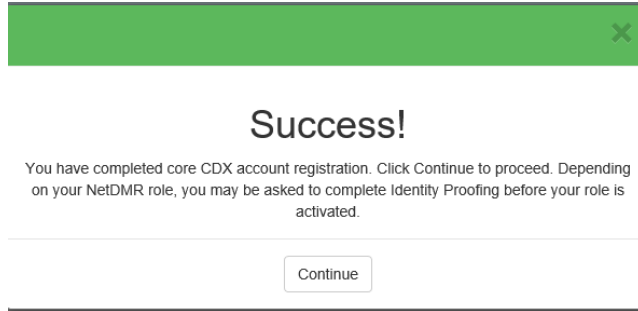 Success!
You have completed core CDX account registration. Click Continue to proceed. Depending
on your NetDMR role, you may be asked to complete Identity Proofing before your role is
activated.
Continue